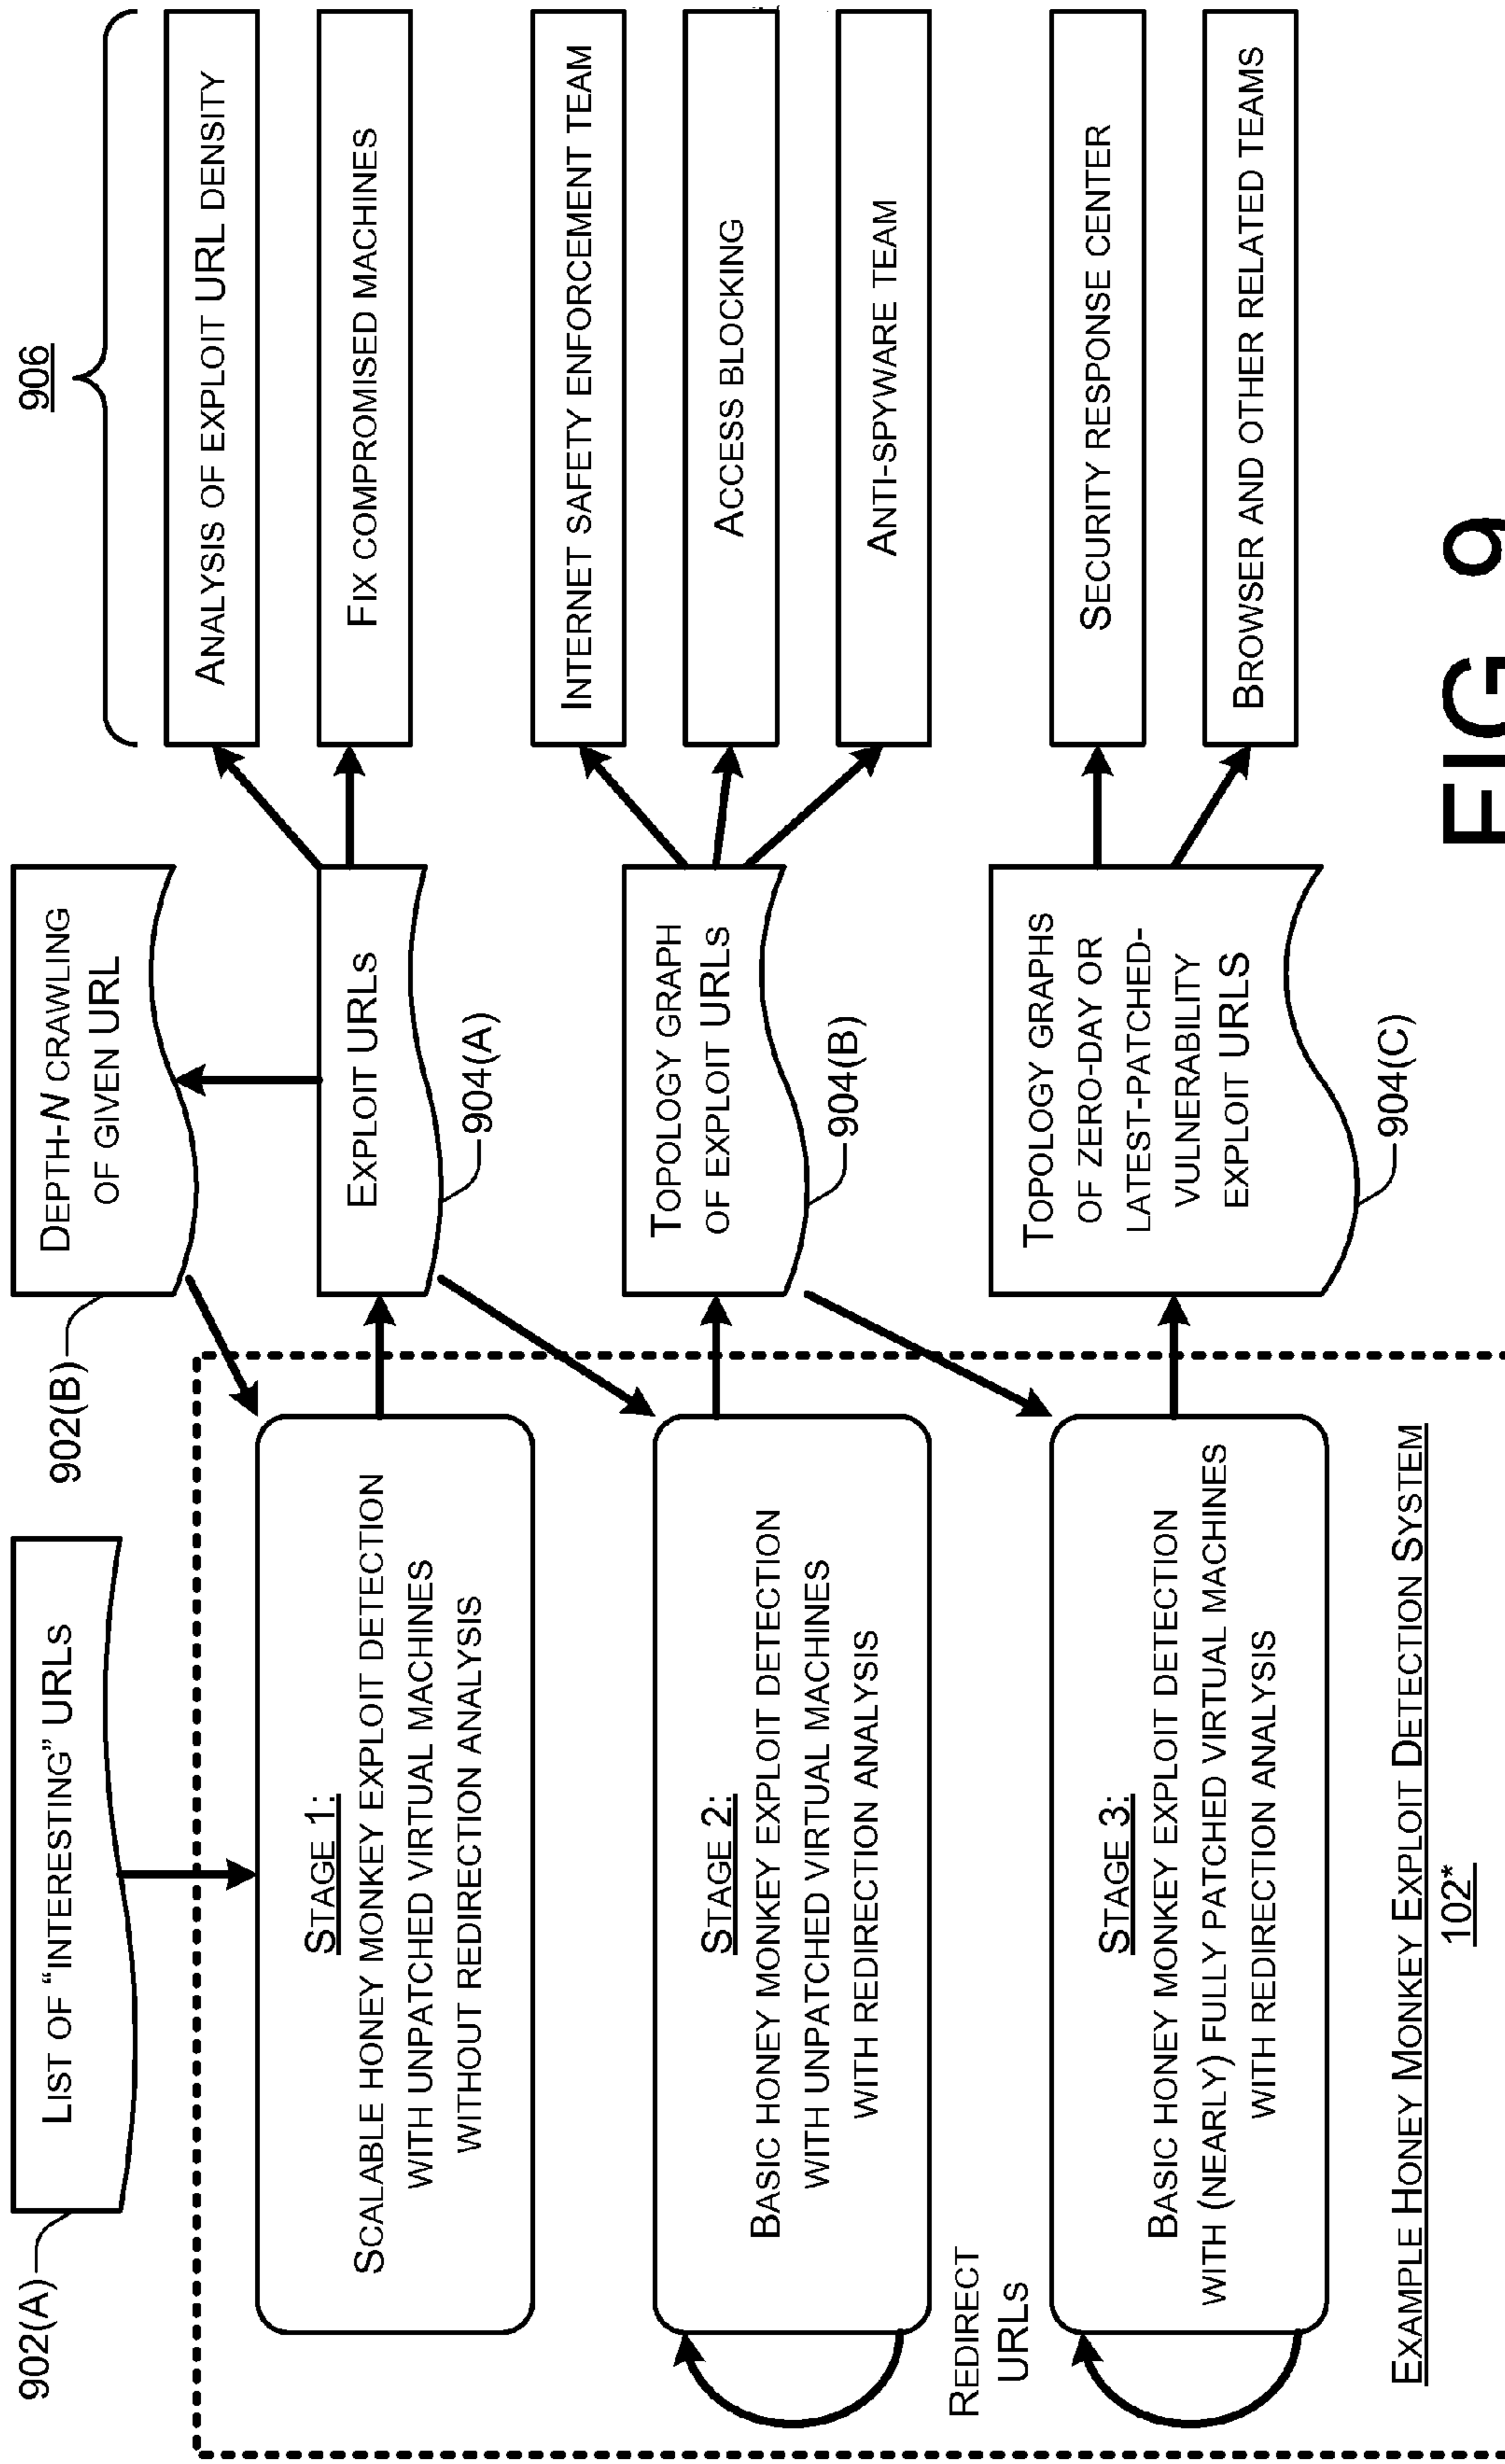 902(A)
LIST OF “INTERESTING” URLS
902(B)
DEPTH-N CRAWLING
OF GIVEN URL
906
STAGE 1:
SCALABLE HONEY MONKEY EXPLOIT DETECTION
WITH UNPATCHED VIRTUAL MACHINES
WITHOUT REDIRECTION ANALYSIS
EXPLOIT URLS
904(A)
ANALYSIS OF EXPLOIT URL DENSITY
FIX COMPROMISED MACHINES
STAGE 2:
BASIC HONEY MONKEY EXPLOIT DETECTION
WITH UNPATCHED VIRTUAL MACHINES
WITH REDIRECTION ANALYSIS
TOPOLOGY GRAPH
OF EXPLOIT URLS
904(B)
INTERNET SAFETY ENFORCEMENT TEAM
ACCESS BLOCKING
ANTI-SPYWARE TEAM
REDIRECT
URLS
STAGE 3:
BASIC HONEY MONKEY EXPLOIT DETECTION
WITH (NEARLY) FULLY PATCHED VIRTUAL MACHINES
WITH REDIRECTION ANALYSIS
TOPOLOGY GRAPHS
OF ZERO-DAY OR
LATEST-PATCHED-
VULNERABILITY
EXPLOIT URLS
904(C)
SECURITY RESPONSE CENTER
BROWSER AND OTHER RELATED TEAMS
EXAMPLE HONEY MONKEY EXPLOIT DETECTION SYSTEM
102*
FIG. 9